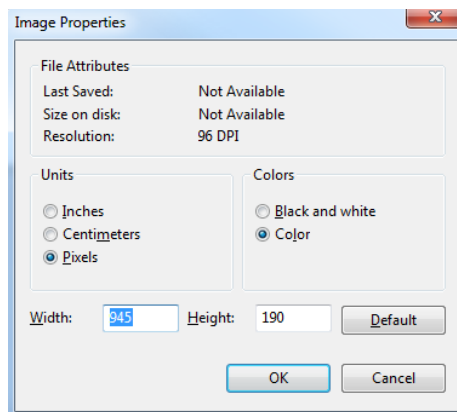 Image Properties
File Attributes
Last Saved: Not Available
Size on disk: Not Available
Resolution: 96 DPI
Units
Colors
Inches
Black and white
Centimeters
Color
Pixels
Width: 945 Height: 190 Default
OK Cancel